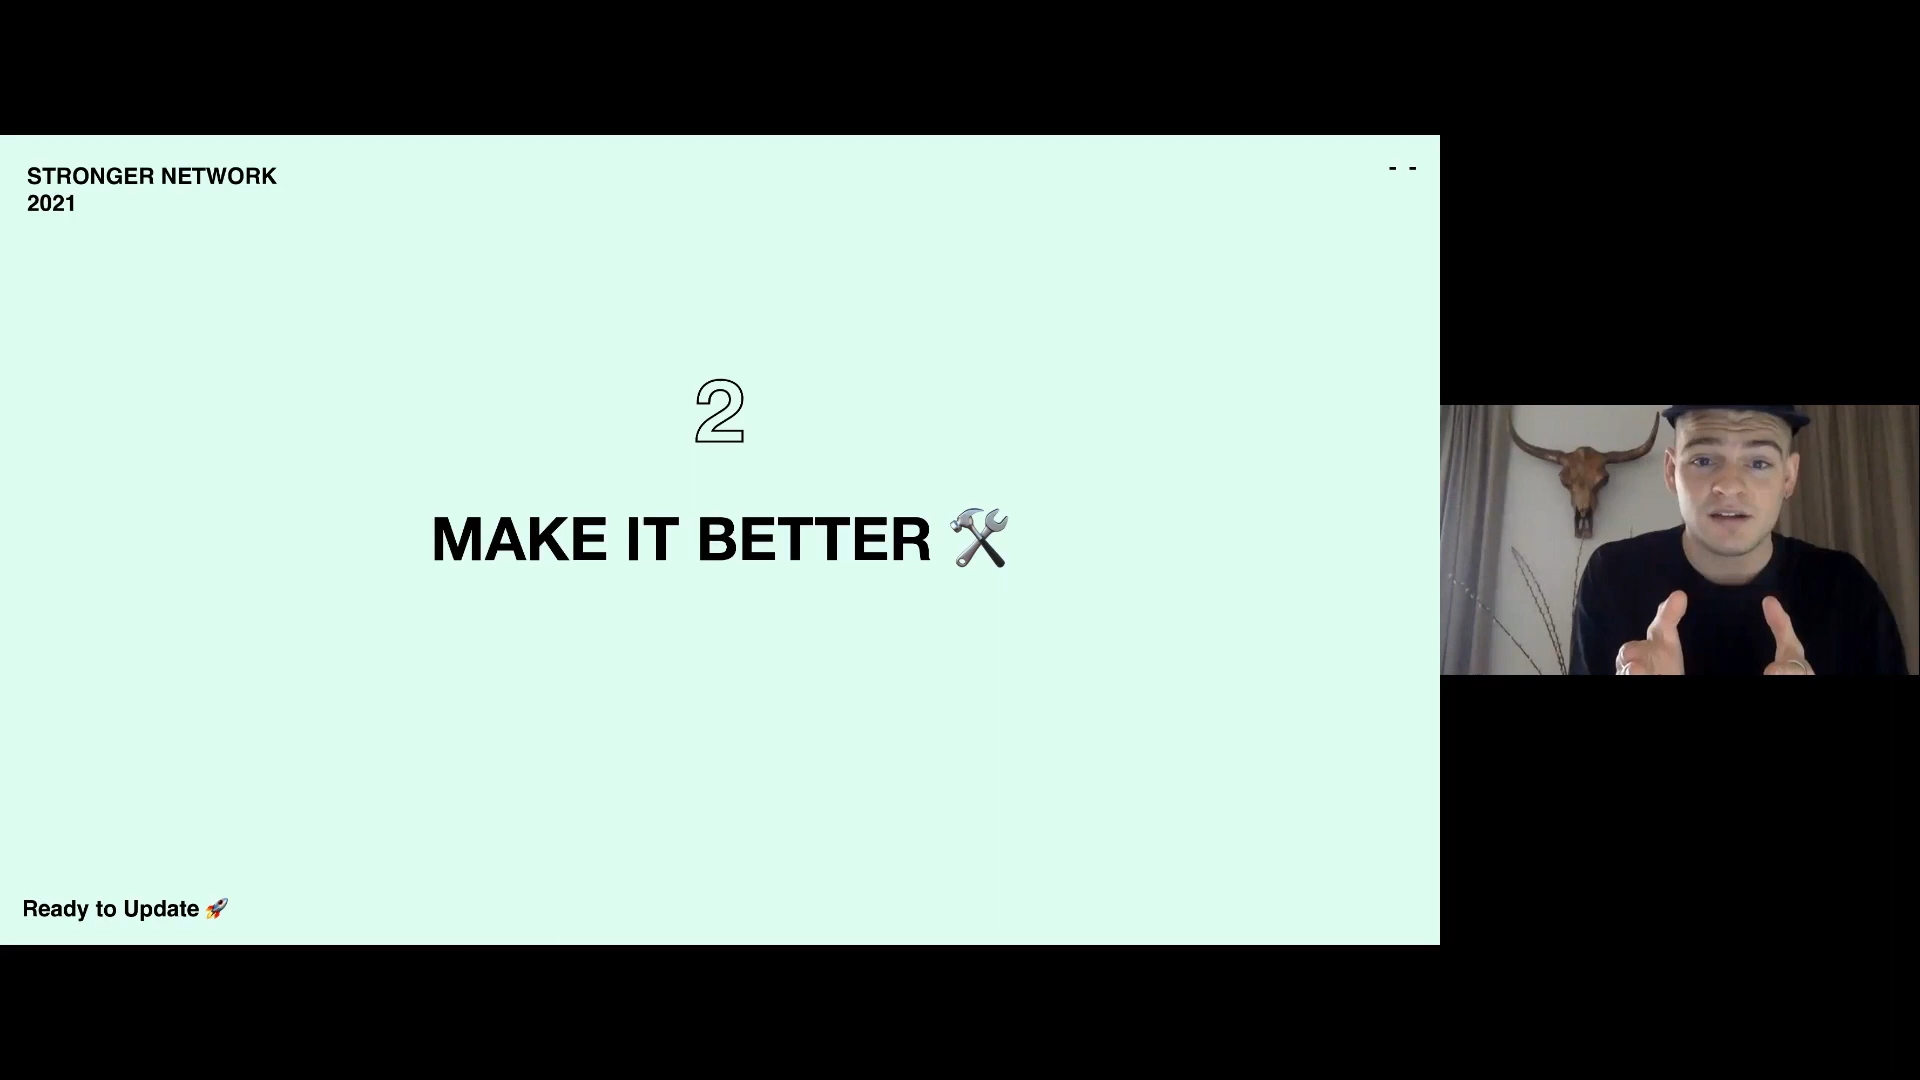 STRONGER NETWORK
2021
- -
2
MAKE IT BETTER 🛠
Ready to Update 🚀